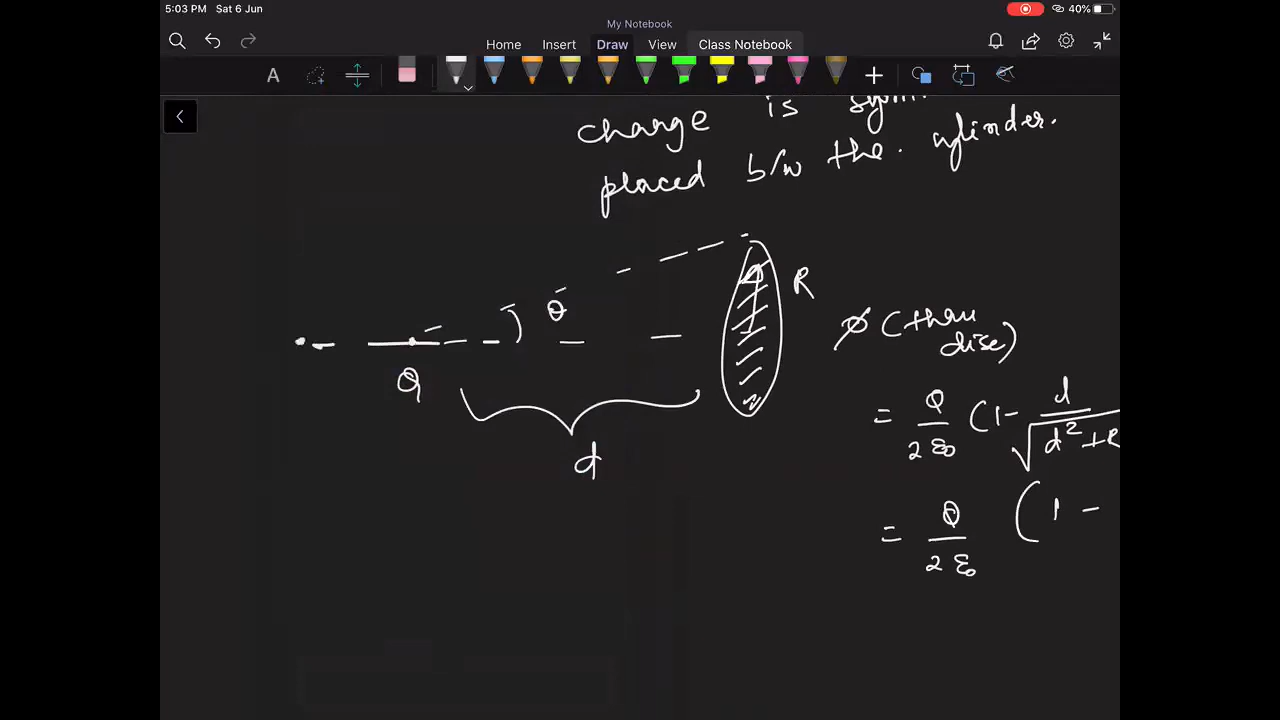 5:03 PM Sat 6 Jun
40%
My Notebook
Home Insert Draw View Class Notebook
A
charge is sym
placed b/w the cylinder.
θ
R
Q
d
φ (thru
disc)
= Q/2ε₀ (1 - d/√d² + R
= Q/2ε₀ (1 -